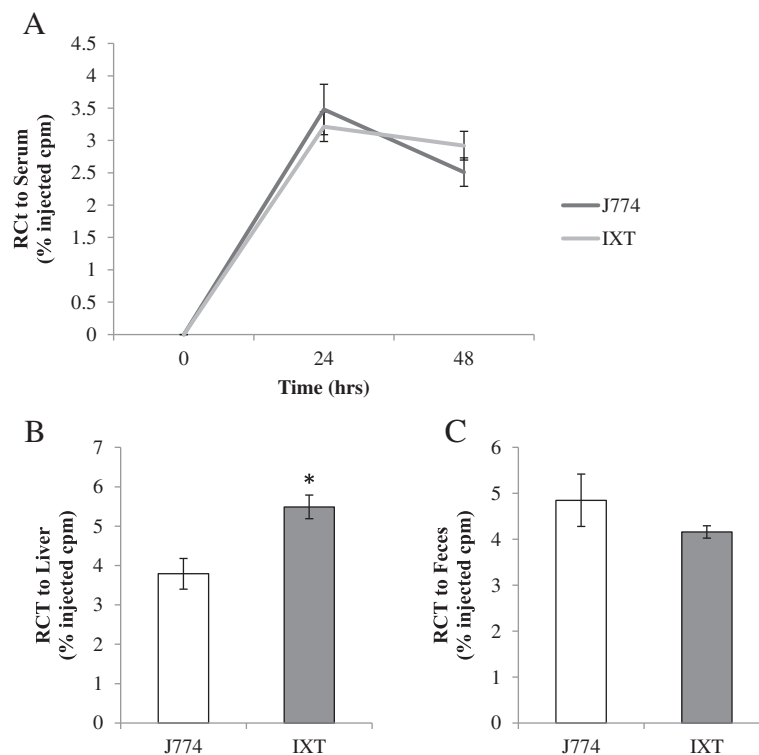 A
4.5
4
3.5
3
2.5
2
1.5
1
0.5
0
RCt to Serum
(% injected cpm)
0 24 48
Time (hrs)
J774
IXT
B
7
6
5
4
3
2
1
0
RCT to Liver
(% injected cpm)
*
J774 IXT
C
6
5
4
3
2
1
0
RCT to Feces
(% injected cpm)
J774 IXT